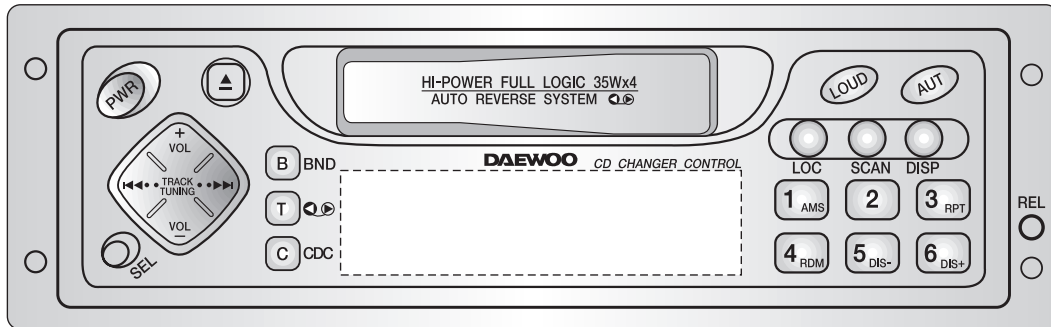 PWR
HI-POWER FULL LOGIC 35Wx4
AUTO REVERSE SYSTEM
LOUD
AUT
+
VOL
TRACK
TUNING
VOL
–
SEL
B BND
T
C CDC
DAEWOO CD CHANGER CONTROL
LOC SCAN DISP
1 AMS 2 3 RPT
4 RDM 5 DIS- 6 DIS+
REL